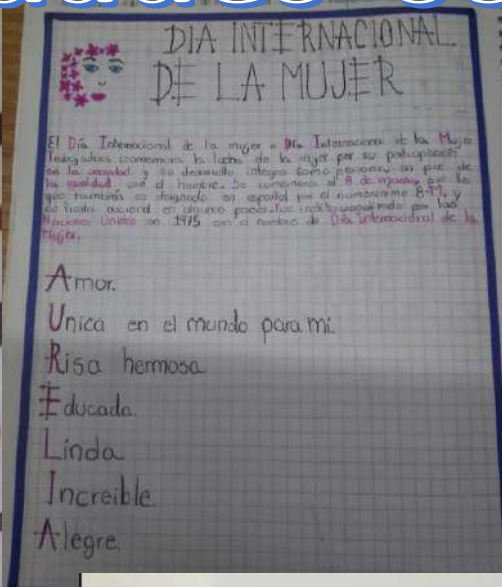 DIA INTERNACIONAL
DE LA MUJER
El Día Internacional de la mujer o Día Internacional de la Mujer
Trabajadora conmemora la lucha de la mujer por su participación
en la sociedad y su desarrollo íntegro como persona, en pie de
la igualdad con el hombre. Se conmemora el 8 de marzo, por lo
que también es designado en español por el numerónimo 8-M, y
es fiesta nacional en algunos países. Fue institucionalizado por las
Naciones Unidas en 1975 con el nombre de Día Internacional de la
Mujer.
Amor.
Unica en el mundo para mi.
Risa hermosa
Educada.
Linda
Increible
Alegre.